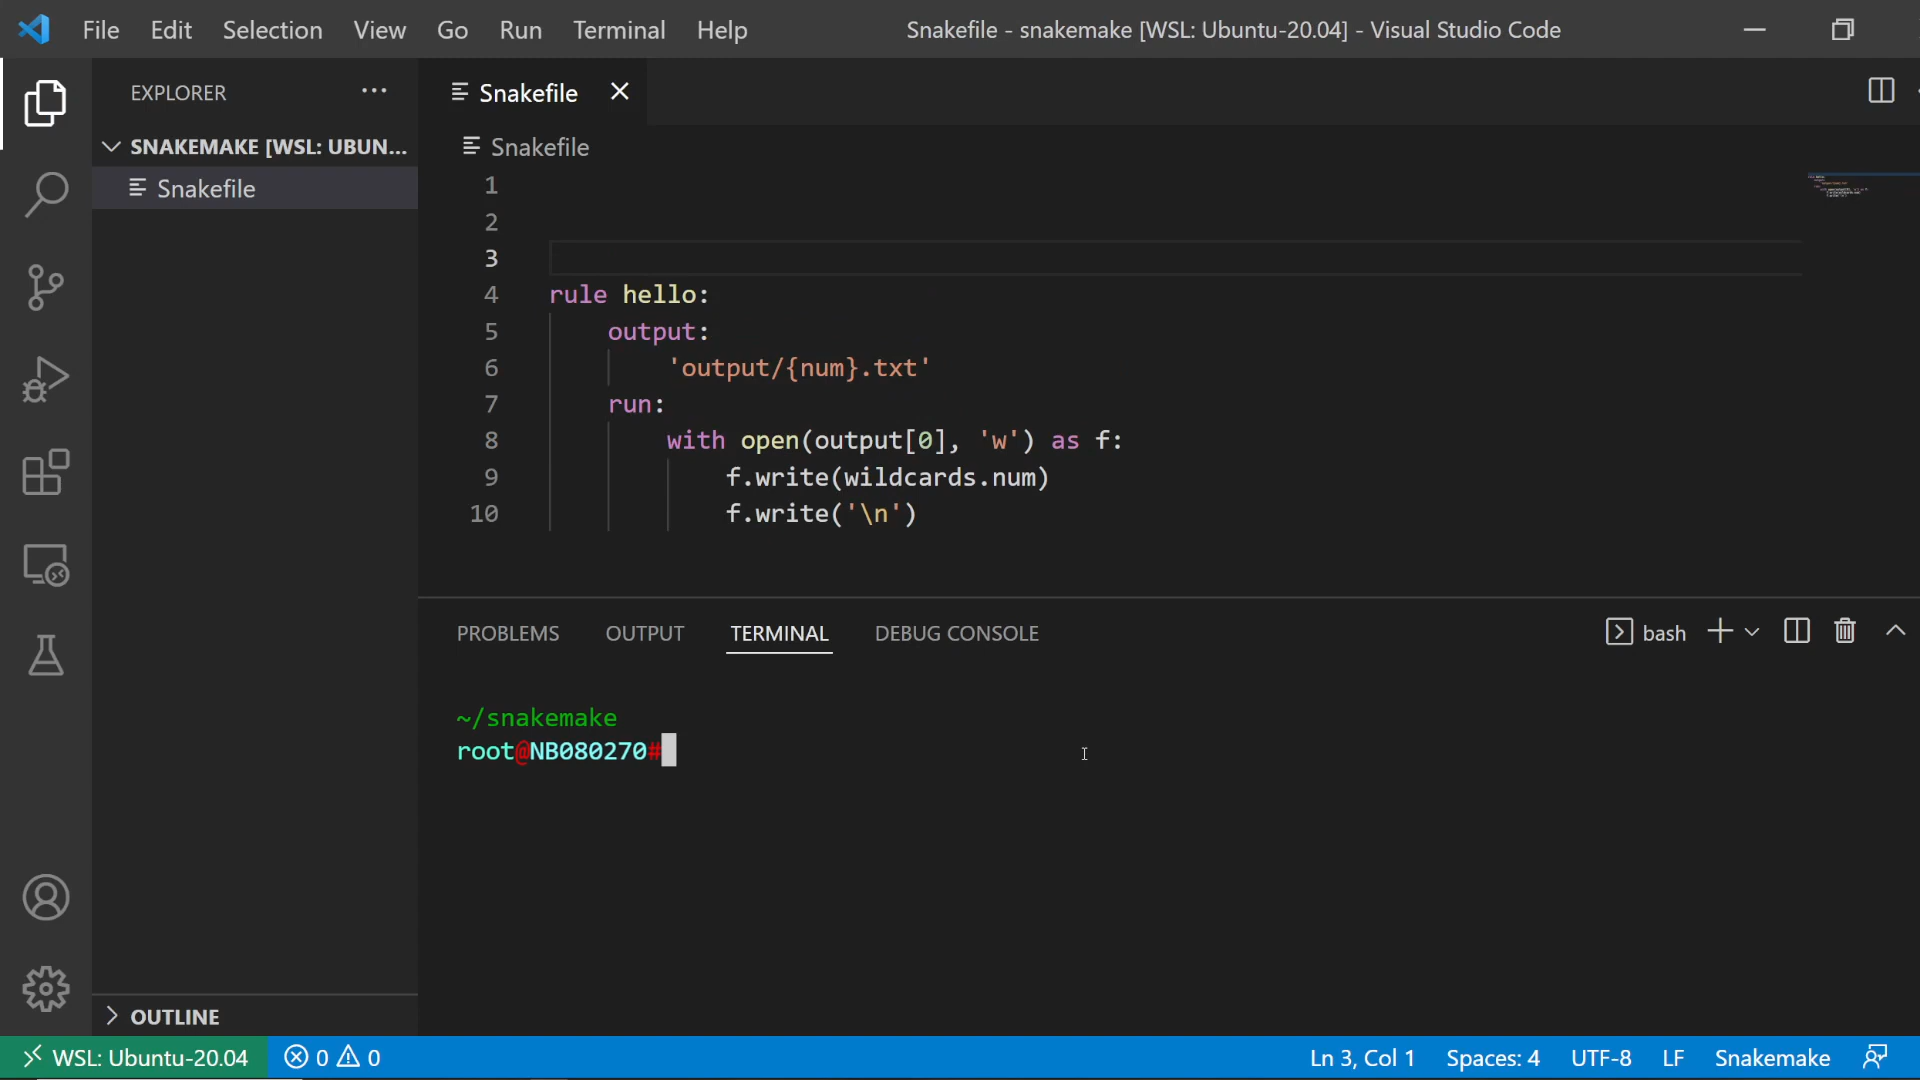 File Edit Selection View Go Run Terminal Help
Snakefile - snakemake [WSL: Ubuntu-20.04] - Visual Studio Code
EXPLORER
SNAKEMAKE [WSL: UBUN...
Snakefile
OUTLINE
Snakefile
Snakefile
1
2
3
4 rule hello:
5 output:
6 'output/{num}.txt'
7 run:
8 with open(output[0], 'w') as f:
9 f.write(wildcards.num)
10 f.write('\n')
PROBLEMS OUTPUT TERMINAL DEBUG CONSOLE
bash
~/snakemake
root@NB080270#
WSL: Ubuntu-20.04 0 0
Ln 3, Col 1 Spaces: 4 UTF-8 LF Snakemake